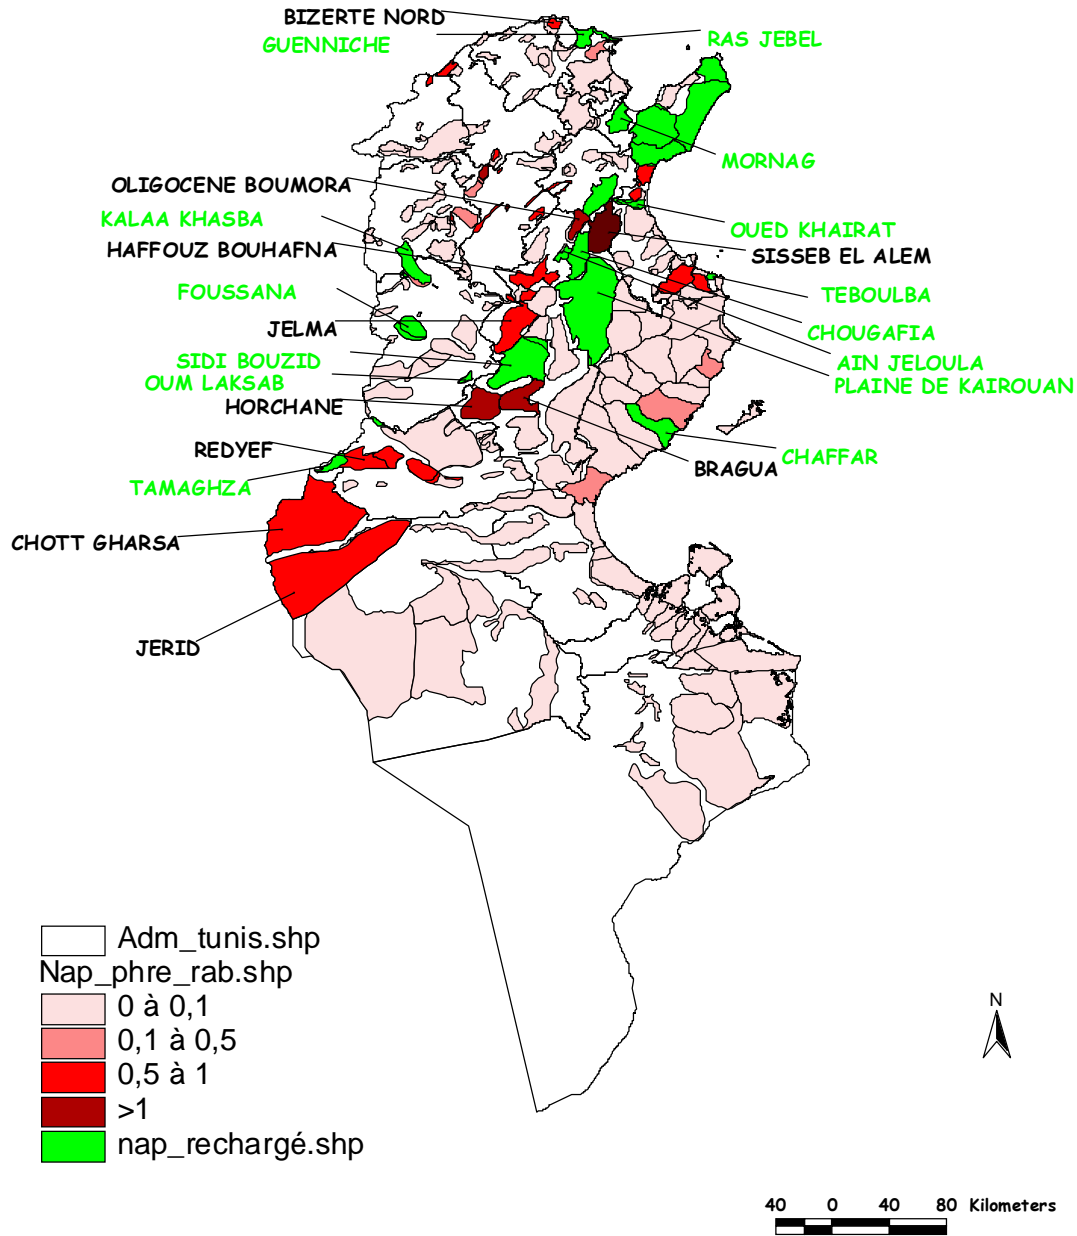 BIZERTE NORD
GUENNICHE
RAS JEBEL
MORNAG
OLIGOCENE BOUMORA
KALAA KHASBA
OUED KHAIRAT
HAFFOUZ BOUHAFNA
SISSEB EL ALEM
FOUSSANA
TEBOULBA
JELMA
CHOUGAFIA
SIDI BOUZID
AIN JELOULA
OUM LAKSAB
PLAINE DE KAIROUAN
HORCHANE
REDYEF
CHAFFAR
BRAGUA
TAMAGHZA
CHOTT GHARSA
JERID
Adm_tunis.shp
Nap_phre_rab.shp
0 à 0,1
0,1 à 0,5
0,5 à 1
>1
nap_rechargé.shp
N
40 0 40 80 Kilometers